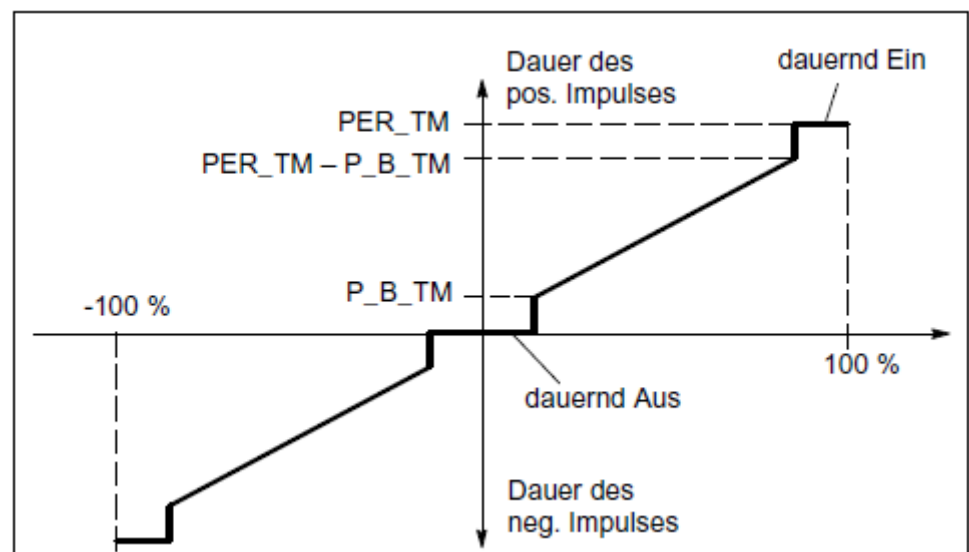 Dauer des
pos. Impulses
dauernd Ein
PER_TM
PER_TM – P_B_TM
P_B_TM
-100 %
100 %
dauernd Aus
Dauer des
neg. Impulses